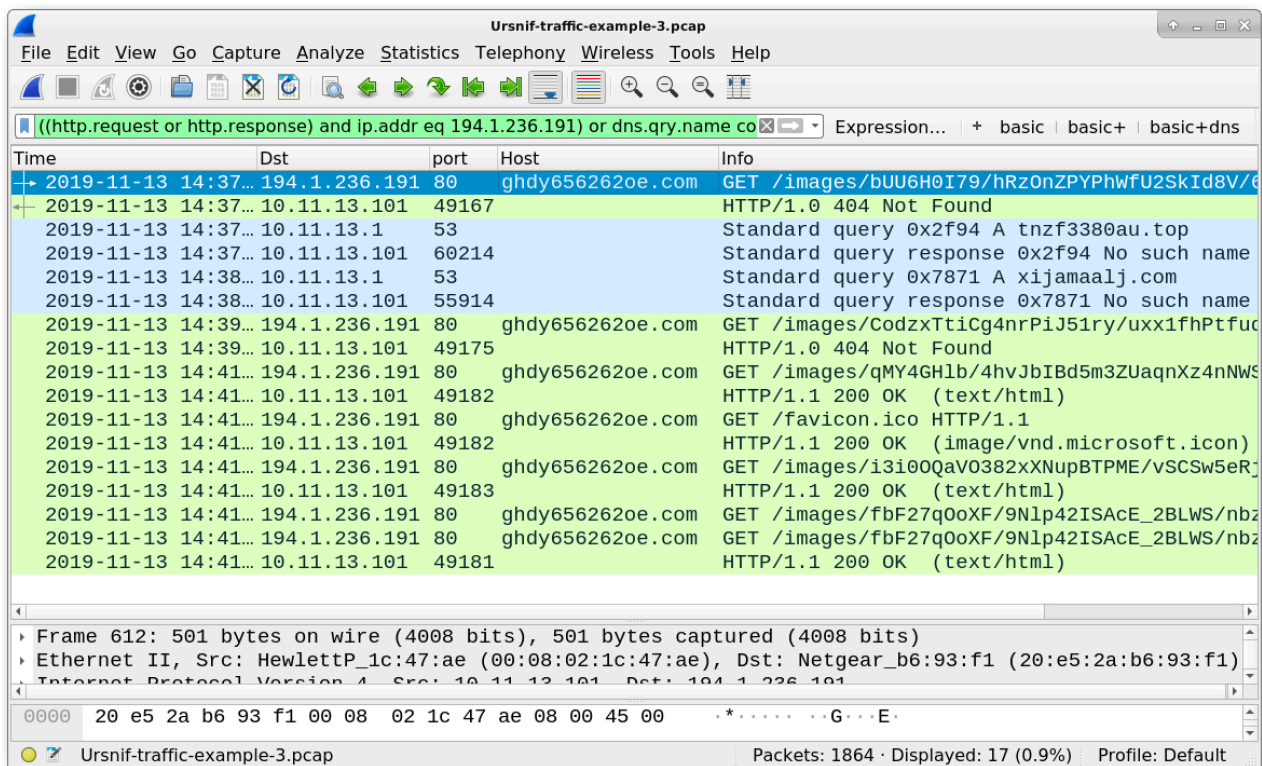 Ursnif-traffic-example-3.pcap
File Edit View Go Capture Analyze Statistics Telephony Wireless Tools Help
((http.request or http.response) and ip.addr eq 194.1.236.191) or dns.qry.name co Expression... + basic basic+ basic+dns
Time Dst port Host Info
2019-11-13 14:37… 194.1.236.191 80 ghdy656262oe.com GET /images/bUU6H0I79/hRzOnZPYPhWfU2SkId8V/6
2019-11-13 14:37… 10.11.13.101 49167 HTTP/1.0 404 Not Found
2019-11-13 14:37… 10.11.13.1 53 Standard query 0x2f94 A tnzf3380au.top
2019-11-13 14:37… 10.11.13.101 60214 Standard query response 0x2f94 No such name
2019-11-13 14:38… 10.11.13.1 53 Standard query 0x7871 A xijamaalj.com
2019-11-13 14:38… 10.11.13.101 55914 Standard query response 0x7871 No such name
2019-11-13 14:39… 194.1.236.191 80 ghdy656262oe.com GET /images/CodzxTtiCg4nrPiJ51ry/uxx1fhPtfuc
2019-11-13 14:39… 10.11.13.101 49175 HTTP/1.0 404 Not Found
2019-11-13 14:41… 194.1.236.191 80 ghdy656262oe.com GET /images/qMY4GHlb/4hvJbIBd5m3ZUaqnXz4nNWS
2019-11-13 14:41… 10.11.13.101 49182 HTTP/1.1 200 OK (text/html)
2019-11-13 14:41… 194.1.236.191 80 ghdy656262oe.com GET /favicon.ico HTTP/1.1
2019-11-13 14:41… 10.11.13.101 49182 HTTP/1.1 200 OK (image/vnd.microsoft.icon)
2019-11-13 14:41… 194.1.236.191 80 ghdy656262oe.com GET /images/i3i0OQaVO382xXNupBTPME/vSCSw5eRj
2019-11-13 14:41… 10.11.13.101 49183 HTTP/1.1 200 OK (text/html)
2019-11-13 14:41… 194.1.236.191 80 ghdy656262oe.com GET /images/fbF27qOoXF/9Nlp42ISAcE_2BLWS/nbz
2019-11-13 14:41… 194.1.236.191 80 ghdy656262oe.com GET /images/fbF27qOoXF/9Nlp42ISAcE_2BLWS/nbz
2019-11-13 14:41… 10.11.13.101 49181 HTTP/1.1 200 OK (text/html)
Frame 612: 501 bytes on wire (4008 bits), 501 bytes captured (4008 bits)
Ethernet II, Src: HewlettP_1c:47:ae (00:08:02:1c:47:ae), Dst: Netgear_b6:93:f1 (20:e5:2a:b6:93:f1)
Internet Protocol Version 4, Src: 10.11.13.101, Dst: 194.1.236.191
0000 20 e5 2a b6 93 f1 00 08 02 1c 47 ae 08 00 45 00 ·*····· ··G···E·
Ursnif-traffic-example-3.pcap Packets: 1864 · Displayed: 17 (0.9%) Profile: Default